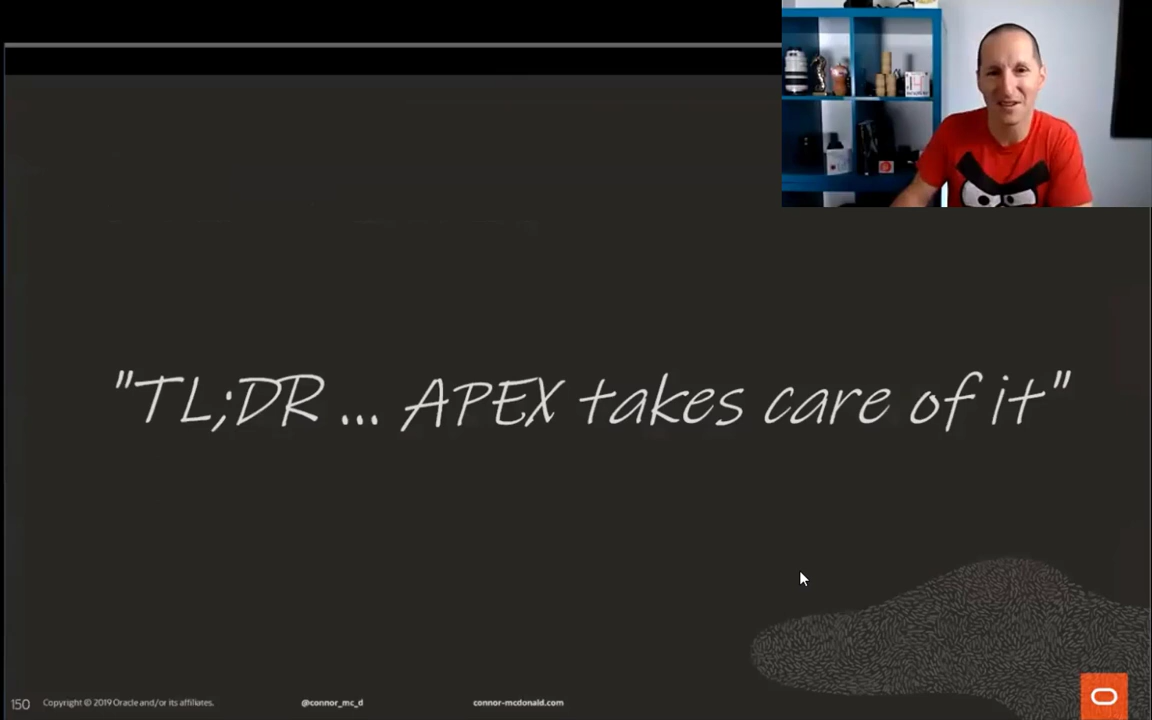 "TL;DR ... APEX takes care of it"
150 Copyright © 2019 Oracle and/or its affiliates. @connor_mc_d connor-mcdonald.com